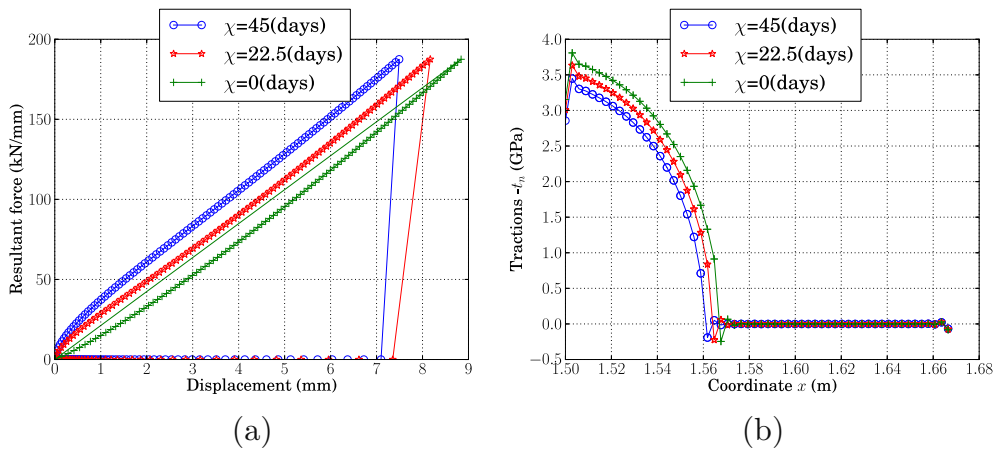 χ=45(days)
χ=22.5(days)
χ=0(days)
200
150
100
50
0
0 1 2 3 4 5 6 7 8 9
Resultant force (kN/mm)
Displacement (mm)
(a)
χ=45(days)
χ=22.5(days)
χ=0(days)
4.0
3.5
3.0
2.5
2.0
1.5
1.0
0.5
0.0
−0.5
1.50 1.52 1.54 1.56 1.58 1.60 1.62 1.64 1.66 1.68
Tractions -tₙ (GPa)
Coordinate x (m)
(b)